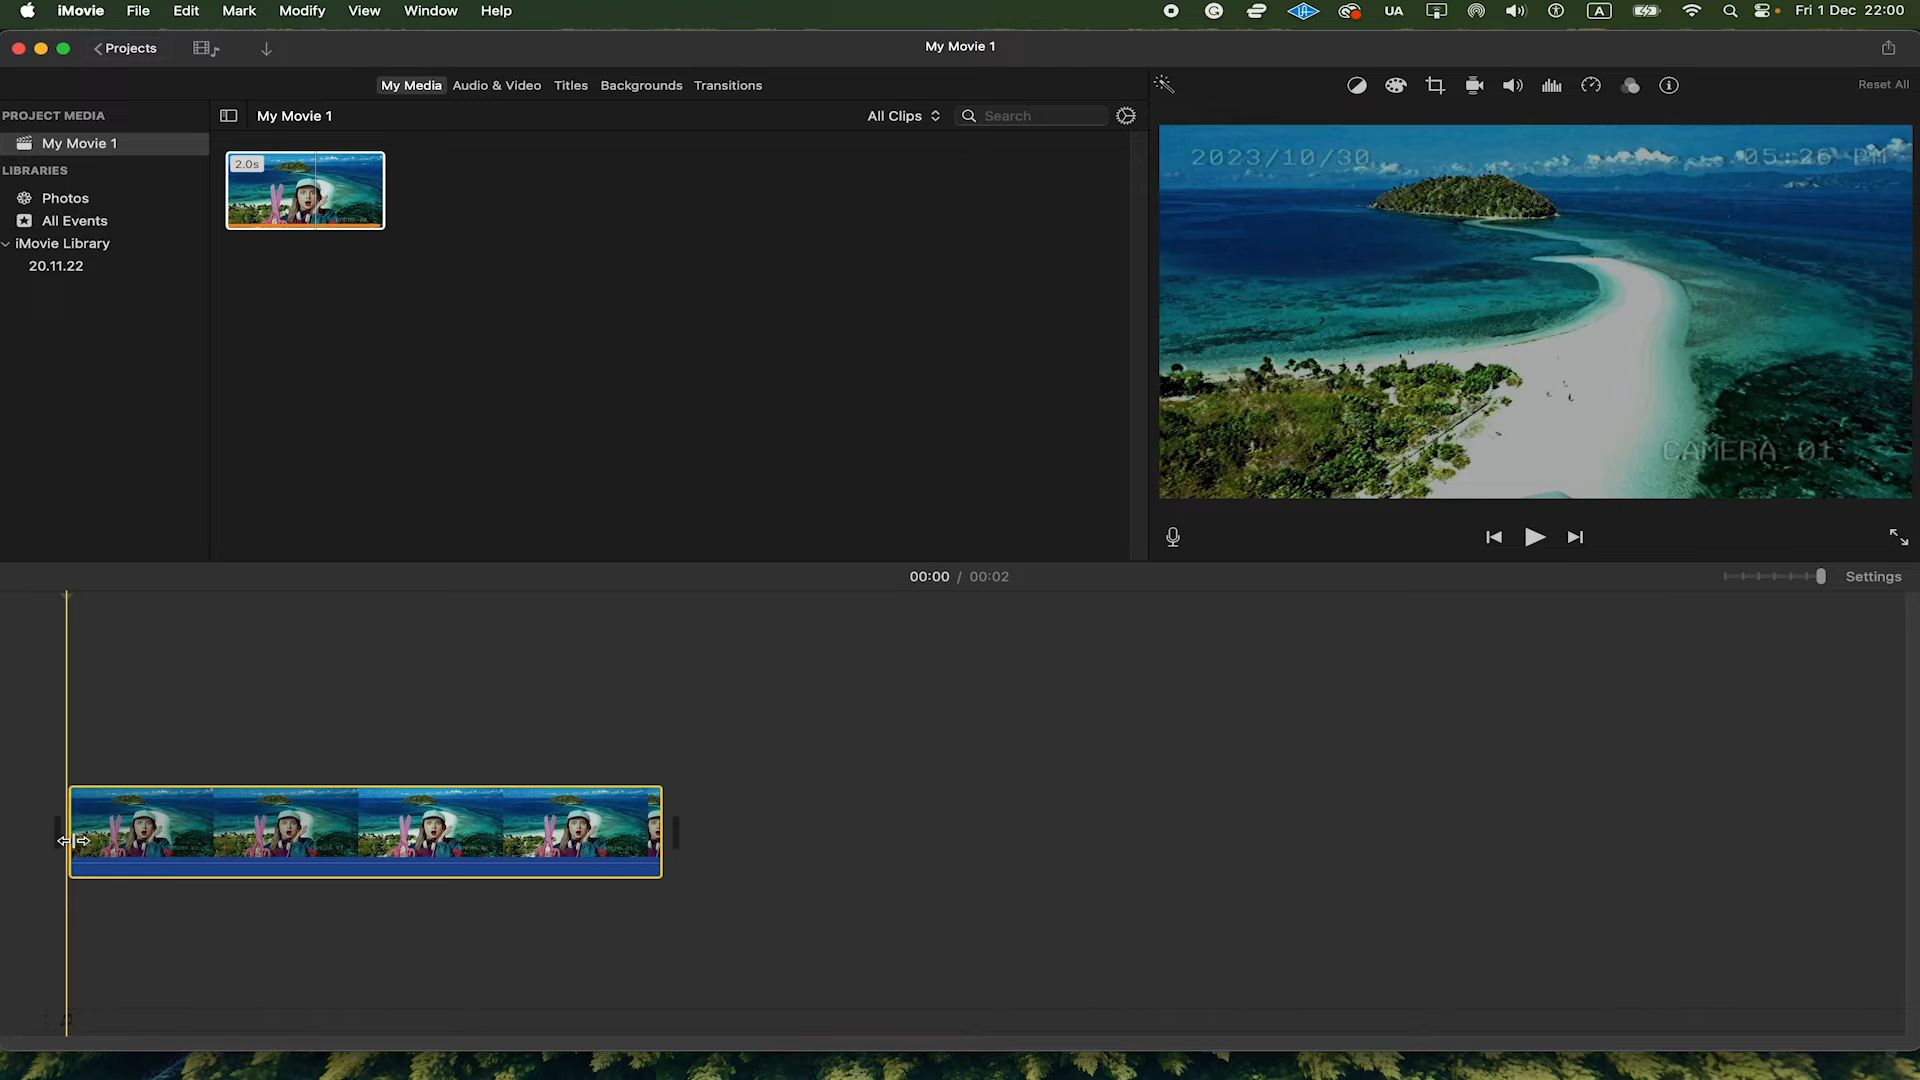 iMovie File Edit Mark Modify View Window Help UA A Fri 1 Dec 22:00
Projects My Movie 1
My Media Audio & Video Titles Backgrounds Transitions Reset All
PROJECT MEDIA My Movie 1 All Clips Search
My Movie 1
LIBRARIES
Photos
All Events
iMovie Library
20.11.22
2.0s
2023/10/30 05:26 PM
CAMERA 01
00:00 / 00:02 Settings